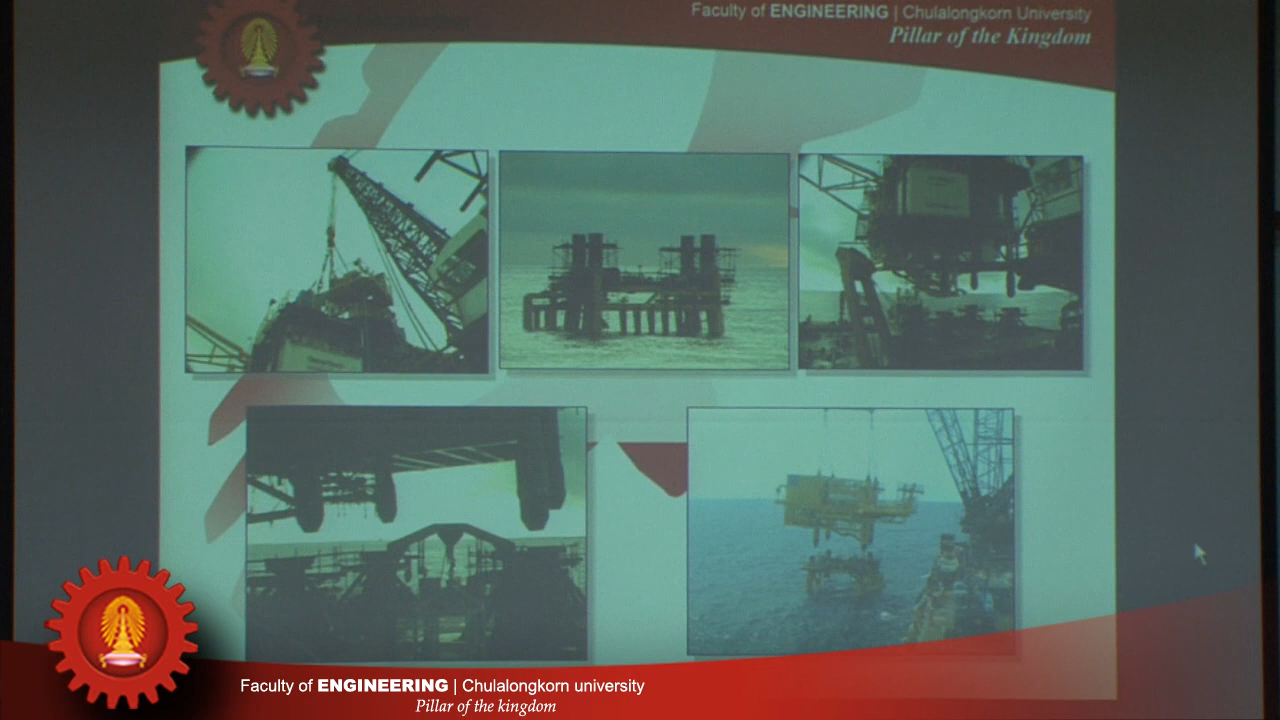 Faculty of ENGINEERING | Chulalongkorn University
Pillar of the Kingdom
Faculty of ENGINEERING | Chulalongkorn university
Pillar of the kingdom